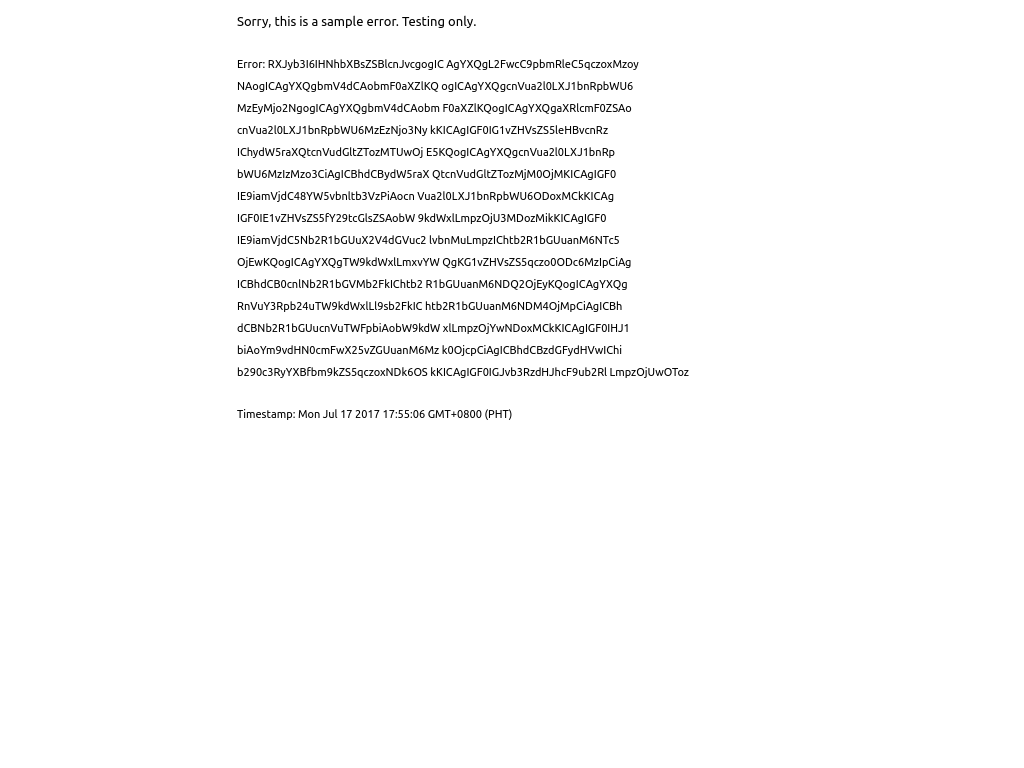 Sorry, this is a sample error. Testing only.
Error: RXJyb3I6IHNhbXBsZSBlcnJvcgogIC AgYXQgL2FwcC9pbmRleC5qczoxMzoy
NAogICAgYXQgbmV4dCAobmF0aXZlKQ ogICAgYXQgcnVua2l0LXJ1bnRpbWU6
MzEyMjo2NgogICAgYXQgbmV4dCAobm F0aXZlKQogICAgYXQgaXRlcmF0ZSAo
cnVua2l0LXJ1bnRpbWU6MzEzNjo3Ny kKICAgIGF0IG1vZHVsZS5leHBvcnRz
IChydW5raXQtcnVudGltZTozMTUwOj E5KQogICAgYXQgcnVua2l0LXJ1bnRp
bWU6MzIzMzo3CiAgICBhdCBydW5raX QtcnVudGltZTozMjM0OjMKICAgIGF0
IE9iamVjdC48YW5vbnltb3VzPiAocn Vua2l0LXJ1bnRpbWU6ODoxMCkKICAg
IGF0IE1vZHVsZS5fY29tcGlsZSAobW 9kdWxlLmpzOjU3MDozMikKICAgIGF0
IE9iamVjdC5Nb2R1bGUuX2V4dGVuc2 lvbnMuLmpzIChtb2R1bGUuanM6NTc5
OjEwKQogICAgYXQgTW9kdWxlLmxvYW QgKG1vZHVsZS5qczo0ODc6MzIpCiAg
ICBhdCB0cnlNb2R1bGVMb2FkIChtb2 R1bGUuanM6NDQ2OjEyKQogICAgYXQg
RnVuY3Rpb24uTW9kdWxlLl9sb2FkIC htb2R1bGUuanM6NDM4OjMpCiAgICBh
dCBNb2R1bGUucnVuTWFpbiAobW9kdW xlLmpzOjYwNDoxMCkKICAgIGF0IHJ1
biAoYm9vdHN0cmFwX25vZGUuanM6Mz k0OjcpCiAgICBhdCBzdGFydHVwIChi
b290c3RyYXBfbm9kZS5qczoxNDk6OS kKICAgIGF0IGJvb3RzdHJhcF9ub2Rl LmpzOjUwOToz
Timestamp: Mon Jul 17 2017 17:55:06 GMT+0800 (PHT)